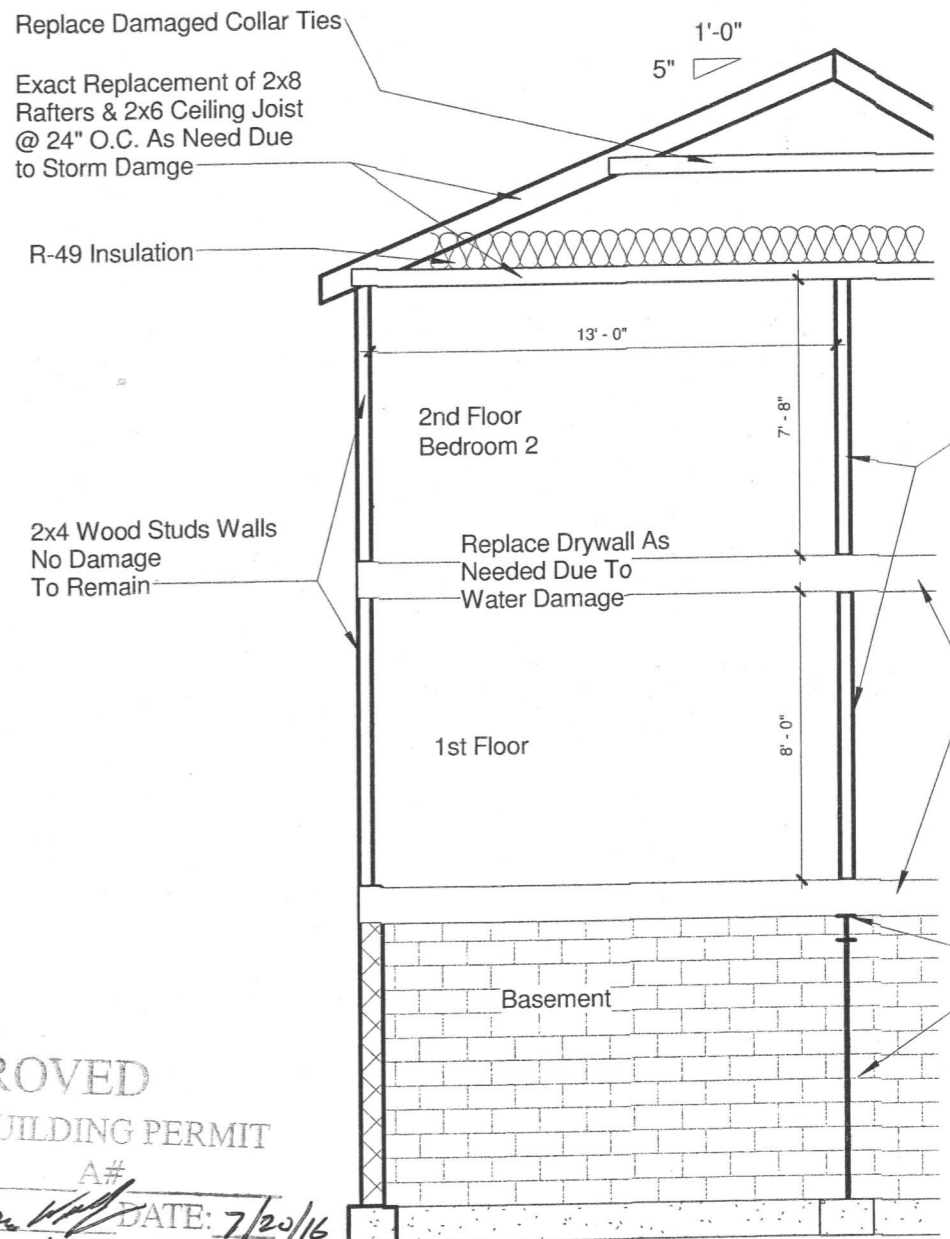 Replace Damaged Collar Ties
1'-0"
5"
Exact Replacement of 2x8
Rafters & 2x6 Ceiling Joist
@ 24" O.C. As Need Due
to Storm Damge
R-49 Insulation
13' - 0"
7' - 8"
2nd Floor
Bedroom 2
2x4 Wood Studs Walls
No Damage
To Remain
Replace Drywall As
Needed Due To
Water Damage
1st Floor
8' - 0"
Basement
ROVED
UILDING PERMIT
A#
DATE: 7/20/16